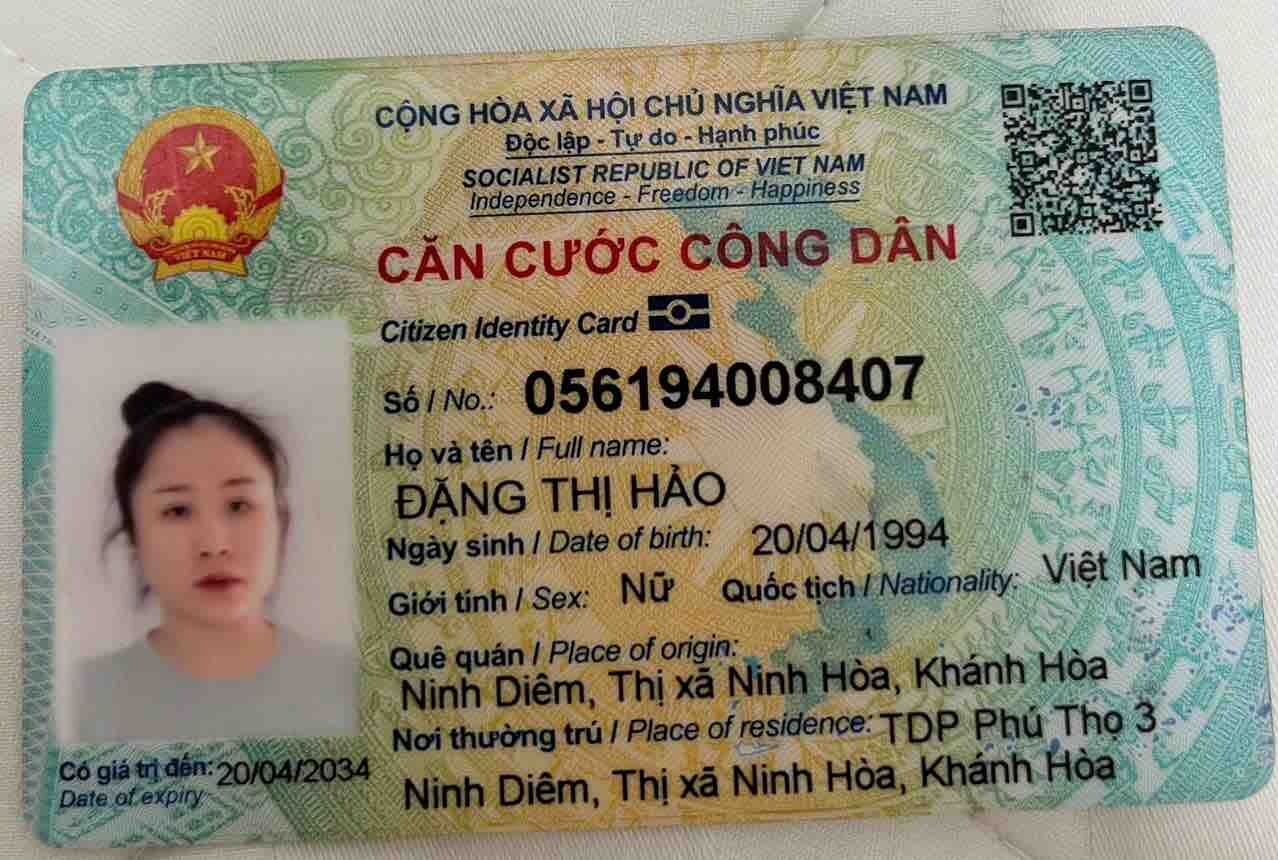 CỘNG HÒA XÃ HỘI CHỦ NGHĨA VIỆT NAM
Độc lập - Tự do - Hạnh phúc
SOCIALIST REPUBLIC OF VIET NAM
Independence - Freedom - Happiness
VIỆT NAM
CĂN CƯỚC CÔNG DÂN
Citizen Identity Card
Số / No.: 056194008407
Họ và tên / Full name:
ĐẶNG THỊ HẢO
Ngày sinh / Date of birth: 20/04/1994
Giới tính / Sex: Nữ Quốc tịch / Nationality: Việt Nam
Quê quán / Place of origin:
Ninh Diêm, Thị xã Ninh Hòa, Khánh Hòa
Nơi thường trú / Place of residence: TDP Phú Thọ 3
Ninh Diêm, Thị xã Ninh Hòa, Khánh Hòa
Có giá trị đến: 20/04/2034
Date of expiry